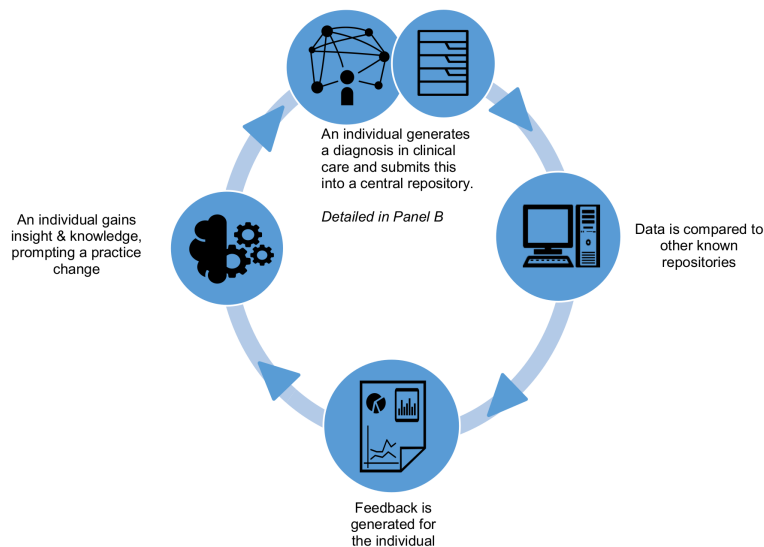 An individual generates
a diagnosis in clinical
care and submits this
into a central repository.
Detailed in Panel B
Data is compared to
other known
repositories
Feedback is
generated for
the individual
An individual gains
insight & knowledge,
prompting a practice
change